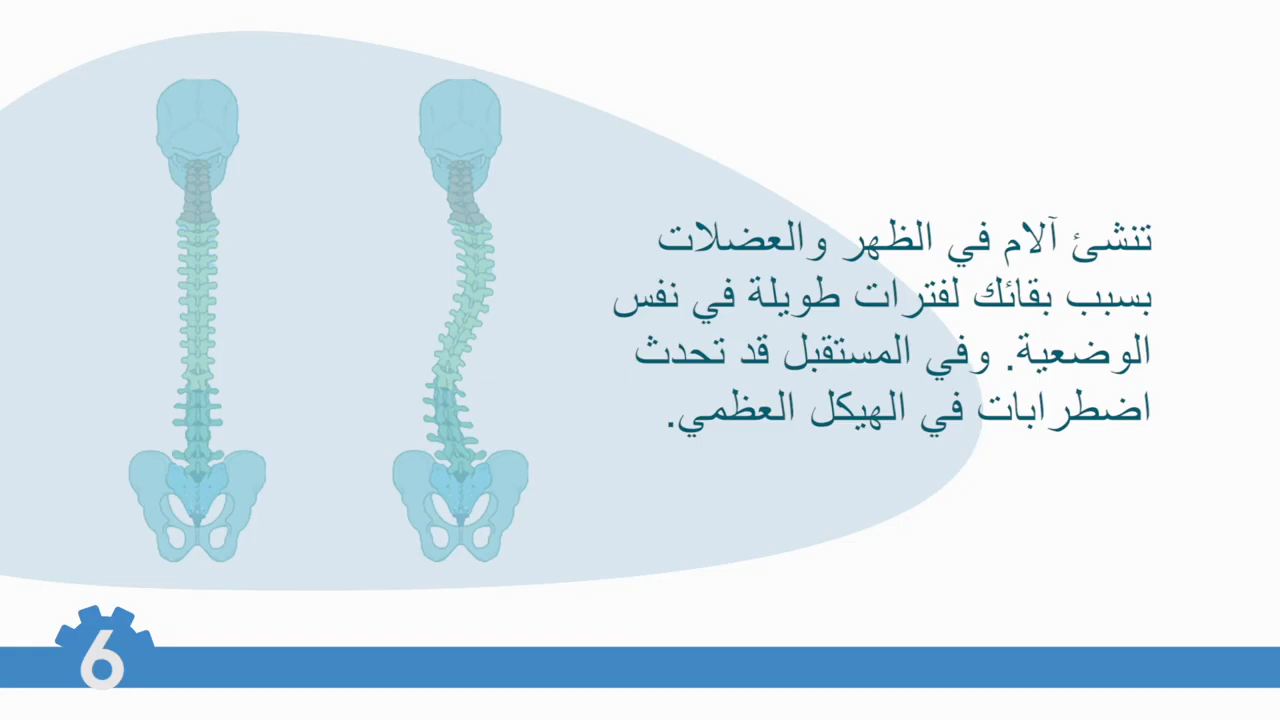 تنشئ آلام في الظهر والعضلات
بسبب بقائك لفترات طويلة في نفس
الوضعية. وفي المستقبل قد تحدث
اضطرابات في الهيكل العظمي.
6